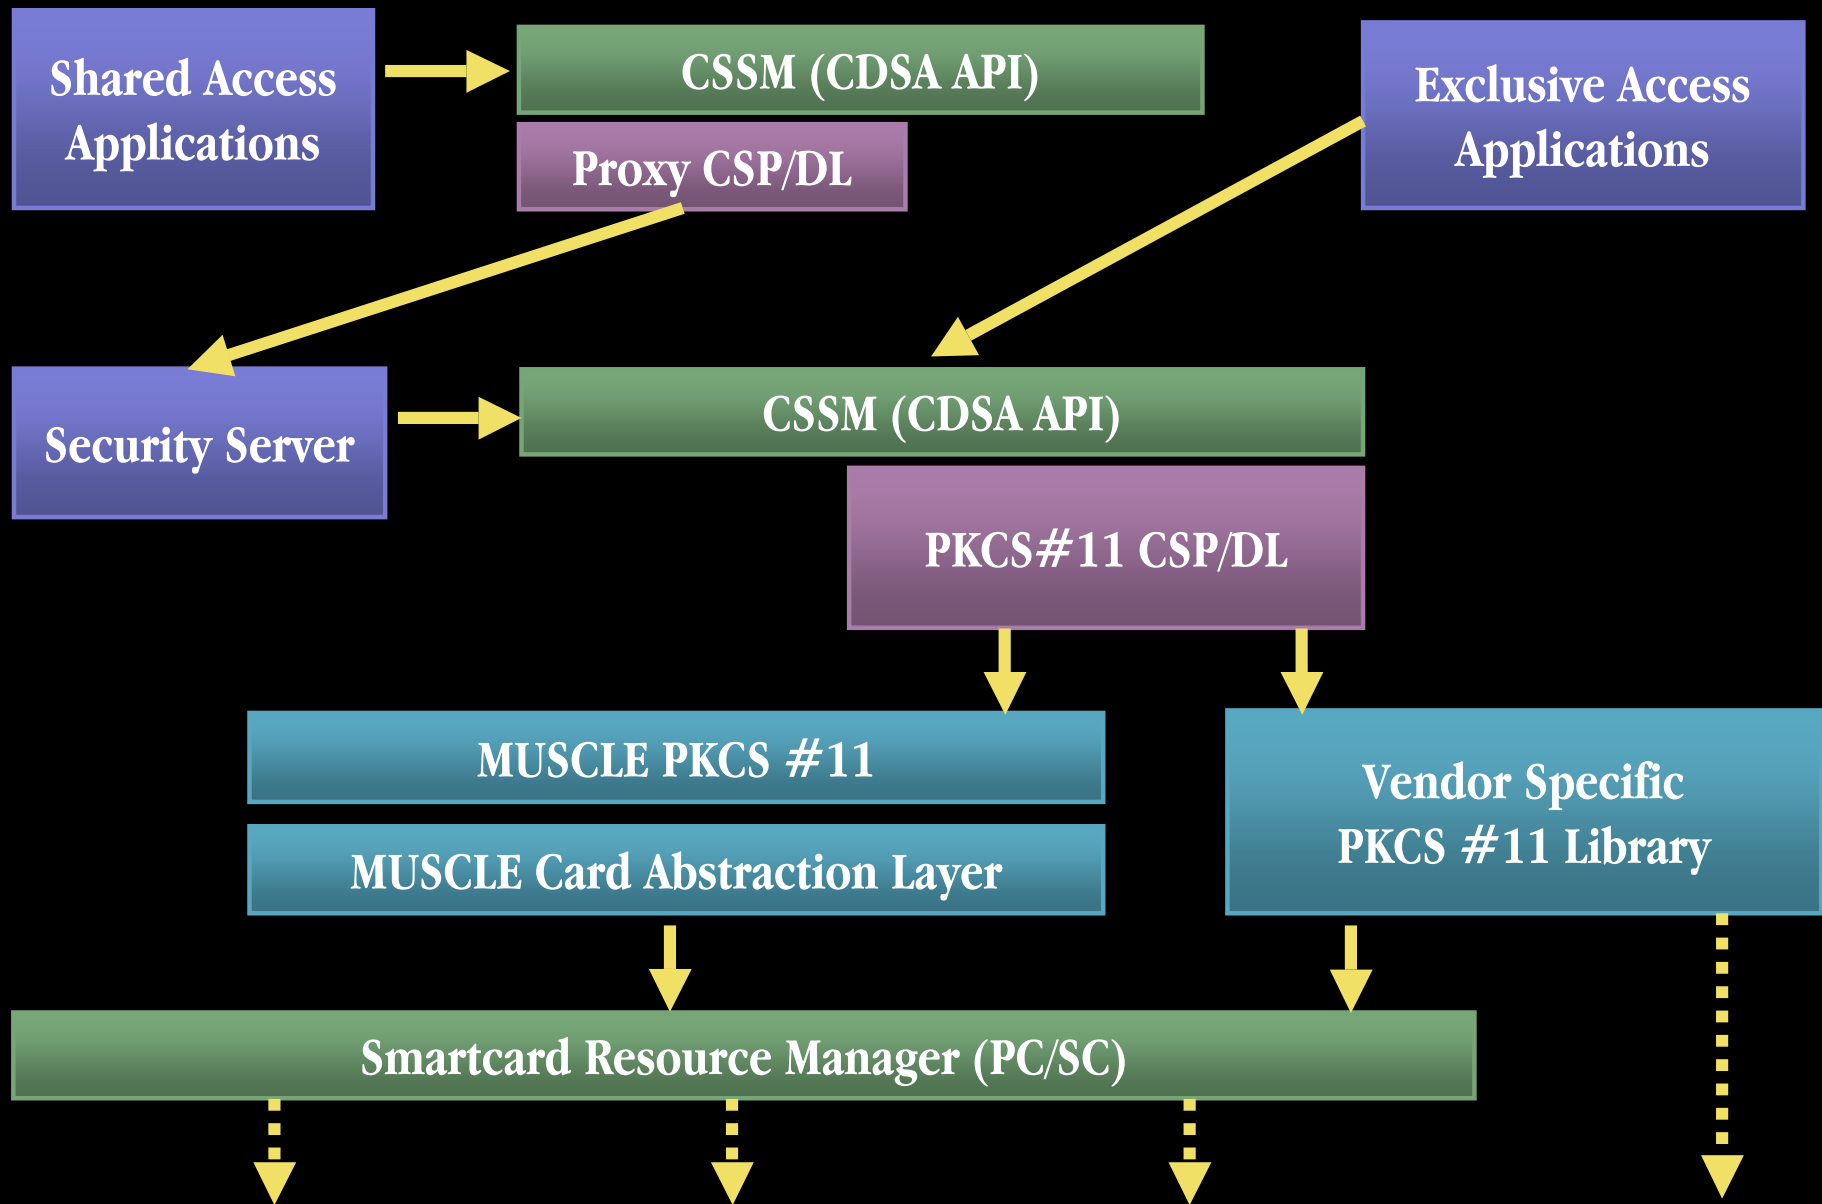 Shared Access
Applications
CSSM (CDSA API)
Proxy CSP/DL
Exclusive Access
Applications
Security Server
CSSM (CDSA API)
PKCS#11 CSP/DL
MUSCLE PKCS #11
MUSCLE Card Abstraction Layer
Vendor Specific
PKCS #11 Library
Smartcard Resource Manager (PC/SC)